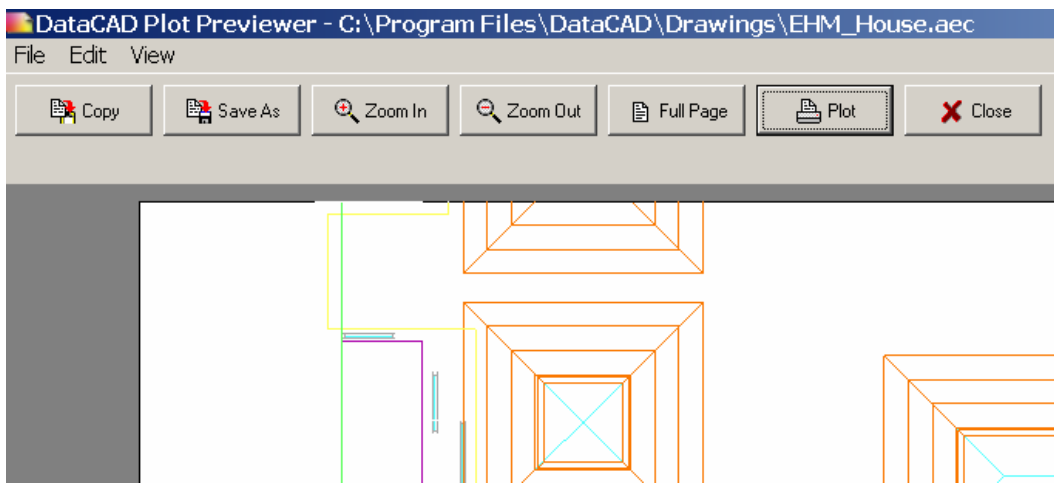 DataCAD Plot Previewer - C:\Program Files\DataCAD\Drawings\EHM_House.aec
File Edit View
Copy Save As Zoom In Zoom Out Full Page Plot Close